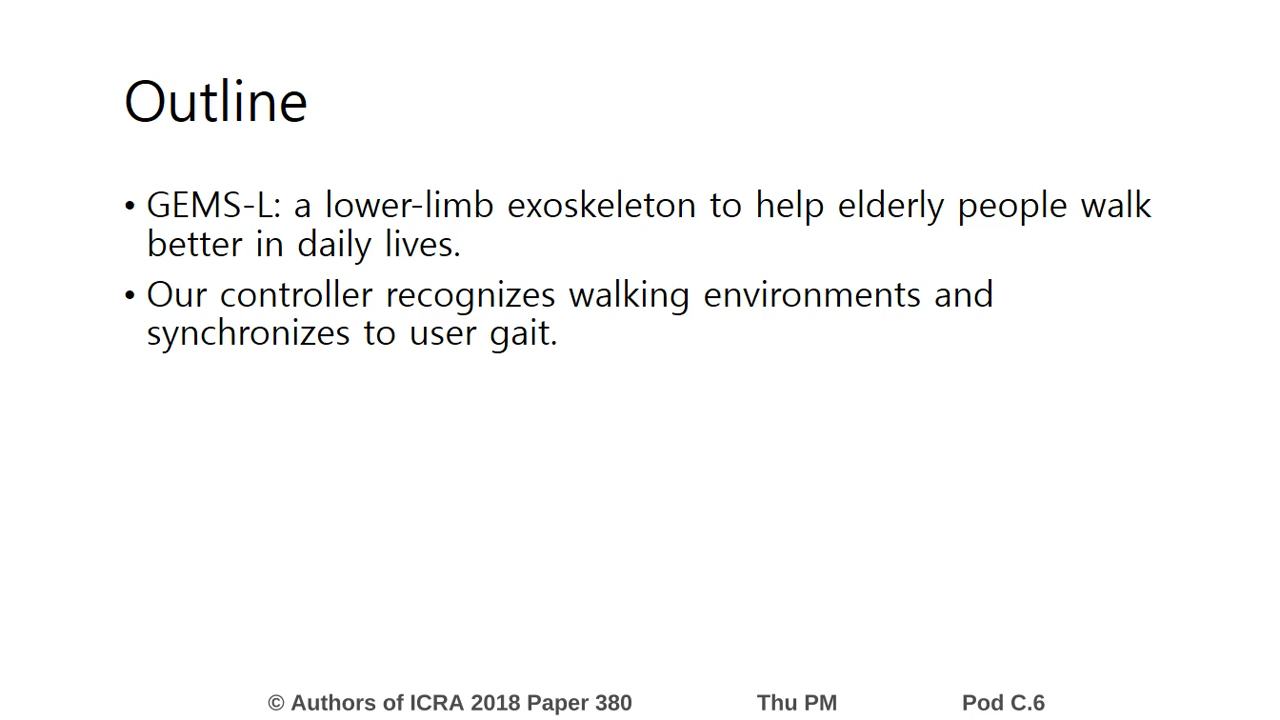 Outline
• GEMS-L: a lower-limb exoskeleton to help elderly people walk
better in daily lives.
• Our controller recognizes walking environments and
synchronizes to user gait.
© Authors of ICRA 2018 Paper 380 Thu PM Pod C.6